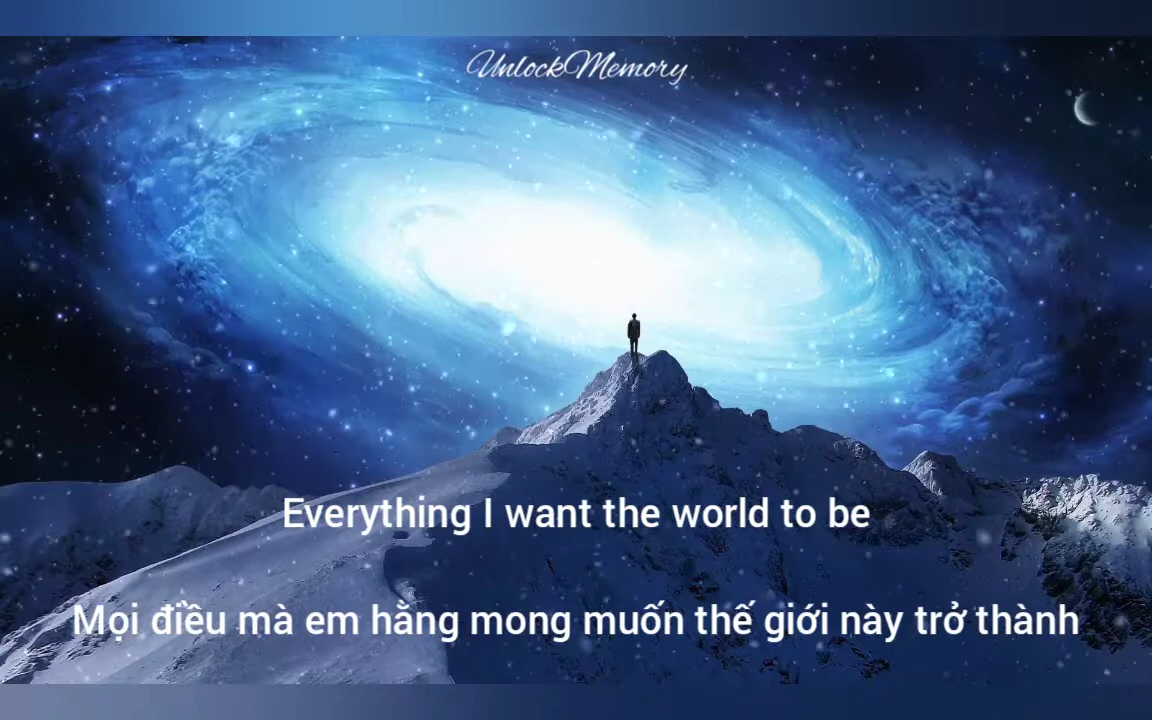 UnlockMemory
Everything I want the world to be
Mọi điều mà em hằng mong muốn thế giới này trở thành